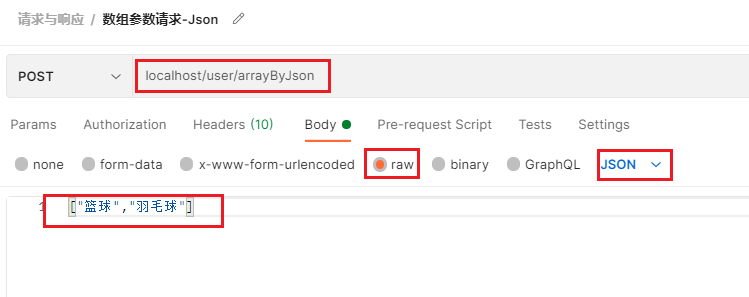 请求与响应 / 数组参数请求-Json
POST localhost/user/arrayByJson
Params Authorization Headers (10) Body Pre-request Script Tests Settings
none form-data x-www-form-urlencoded raw binary GraphQL JSON
1 ["篮球","羽毛球"]